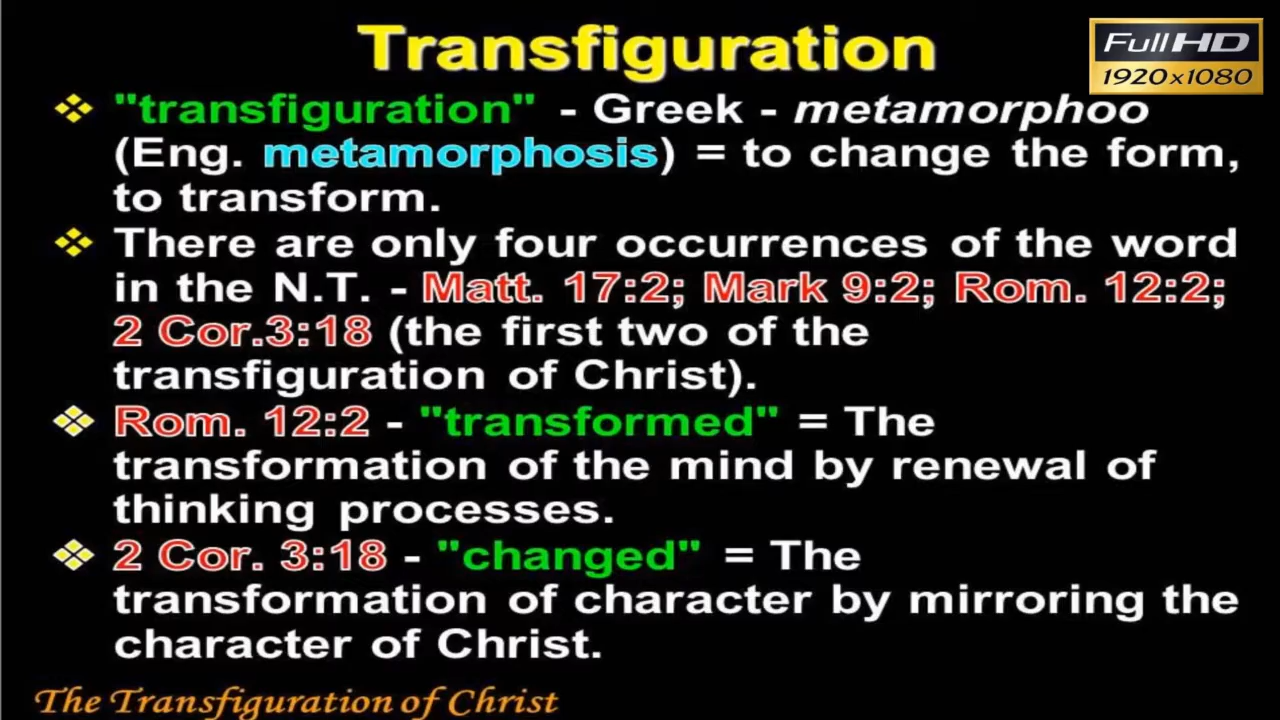 Transfiguration
Full HD
1920x1080
"transfiguration" - Greek - metamorphoo
(Eng. metamorphosis) = to change the form,
to transform.
There are only four occurrences of the word
in the N.T. - Matt. 17:2; Mark 9:2; Rom. 12:2;
2 Cor.3:18 (the first two of the
transfiguration of Christ).
Rom. 12:2 - "transformed" = The
transformation of the mind by renewal of
thinking processes.
2 Cor. 3:18 - "changed" = The
transformation of character by mirroring the
character of Christ.
The Transfiguration of Christ